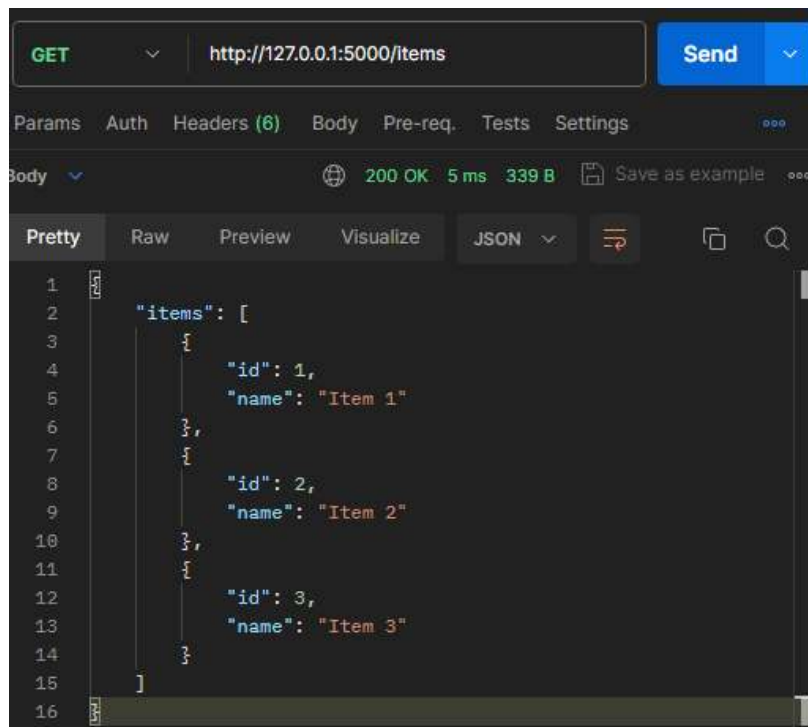 GET http://127.0.0.1:5000/items Send
Params Auth Headers (6) Body Pre-req. Tests Settings
Body 200 OK 5 ms 339 B Save as example
Pretty Raw Preview Visualize JSON
1 {
2 "items": [
3 {
4 "id": 1,
5 "name": "Item 1"
6 },
7 {
8 "id": 2,
9 "name": "Item 2"
10 },
11 {
12 "id": 3,
13 "name": "Item 3"
14 }
15 ]
16 }